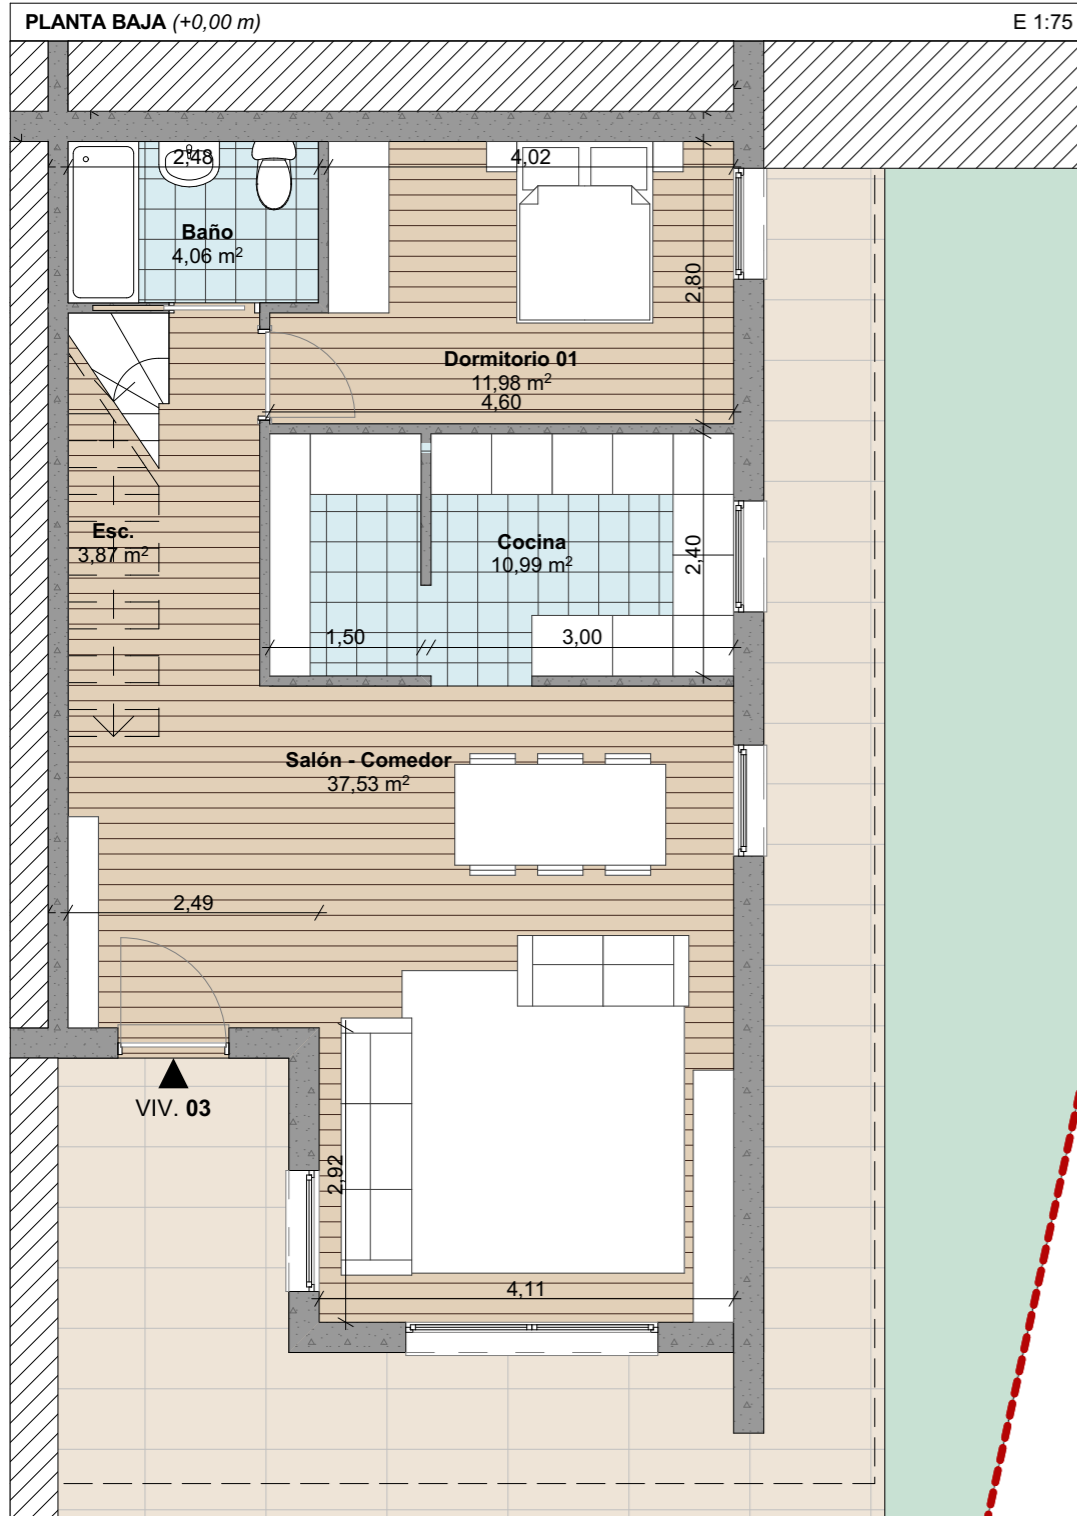 PLANTA BAJA (+0,00 m) E 1:75
2,48
4,02
Baño
4,06 m²
2,80
Dormitorio 01
11,98 m²
4,60
Esc.
3,87 m²
Cocina
10,99 m²
2,40
1,50
3,00
Salón - Comedor
37,53 m²
2,49
VIV. 03
2,92
4,11